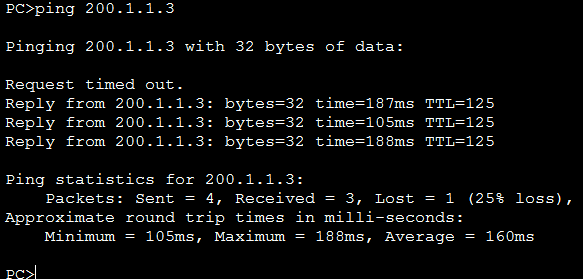 PC>ping 200.1.1.3
Pinging 200.1.1.3 with 32 bytes of data:
Request timed out.
Reply from 200.1.1.3: bytes=32 time=187ms TTL=125
Reply from 200.1.1.3: bytes=32 time=105ms TTL=125
Reply from 200.1.1.3: bytes=32 time=188ms TTL=125
Ping statistics for 200.1.1.3:
    Packets: Sent = 4, Received = 3, Lost = 1 (25% loss),
Approximate round trip times in milli-seconds:
    Minimum = 105ms, Maximum = 188ms, Average = 160ms
PC>